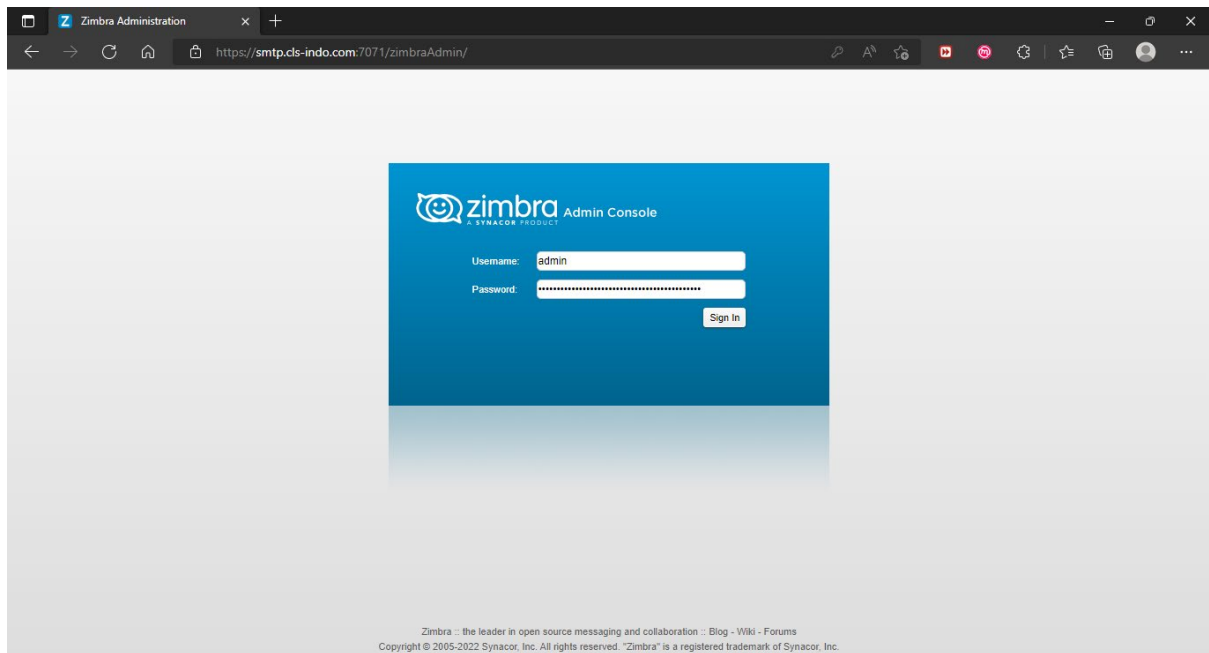 Zimbra Administration
https://smtp.cls-indo.com:7071/zimbraAdmin/
zimbra Admin Console
A SYNACOR PRODUCT
Username: admin
Password: ••••••••••••••••••••••••••••••••••••••••••••
Sign In
Zimbra :: the leader in open source messaging and collaboration :: Blog - Wiki - Forums
Copyright © 2005-2022 Synacor, Inc. All rights reserved. "Zimbra" is a registered trademark of Synacor, Inc.